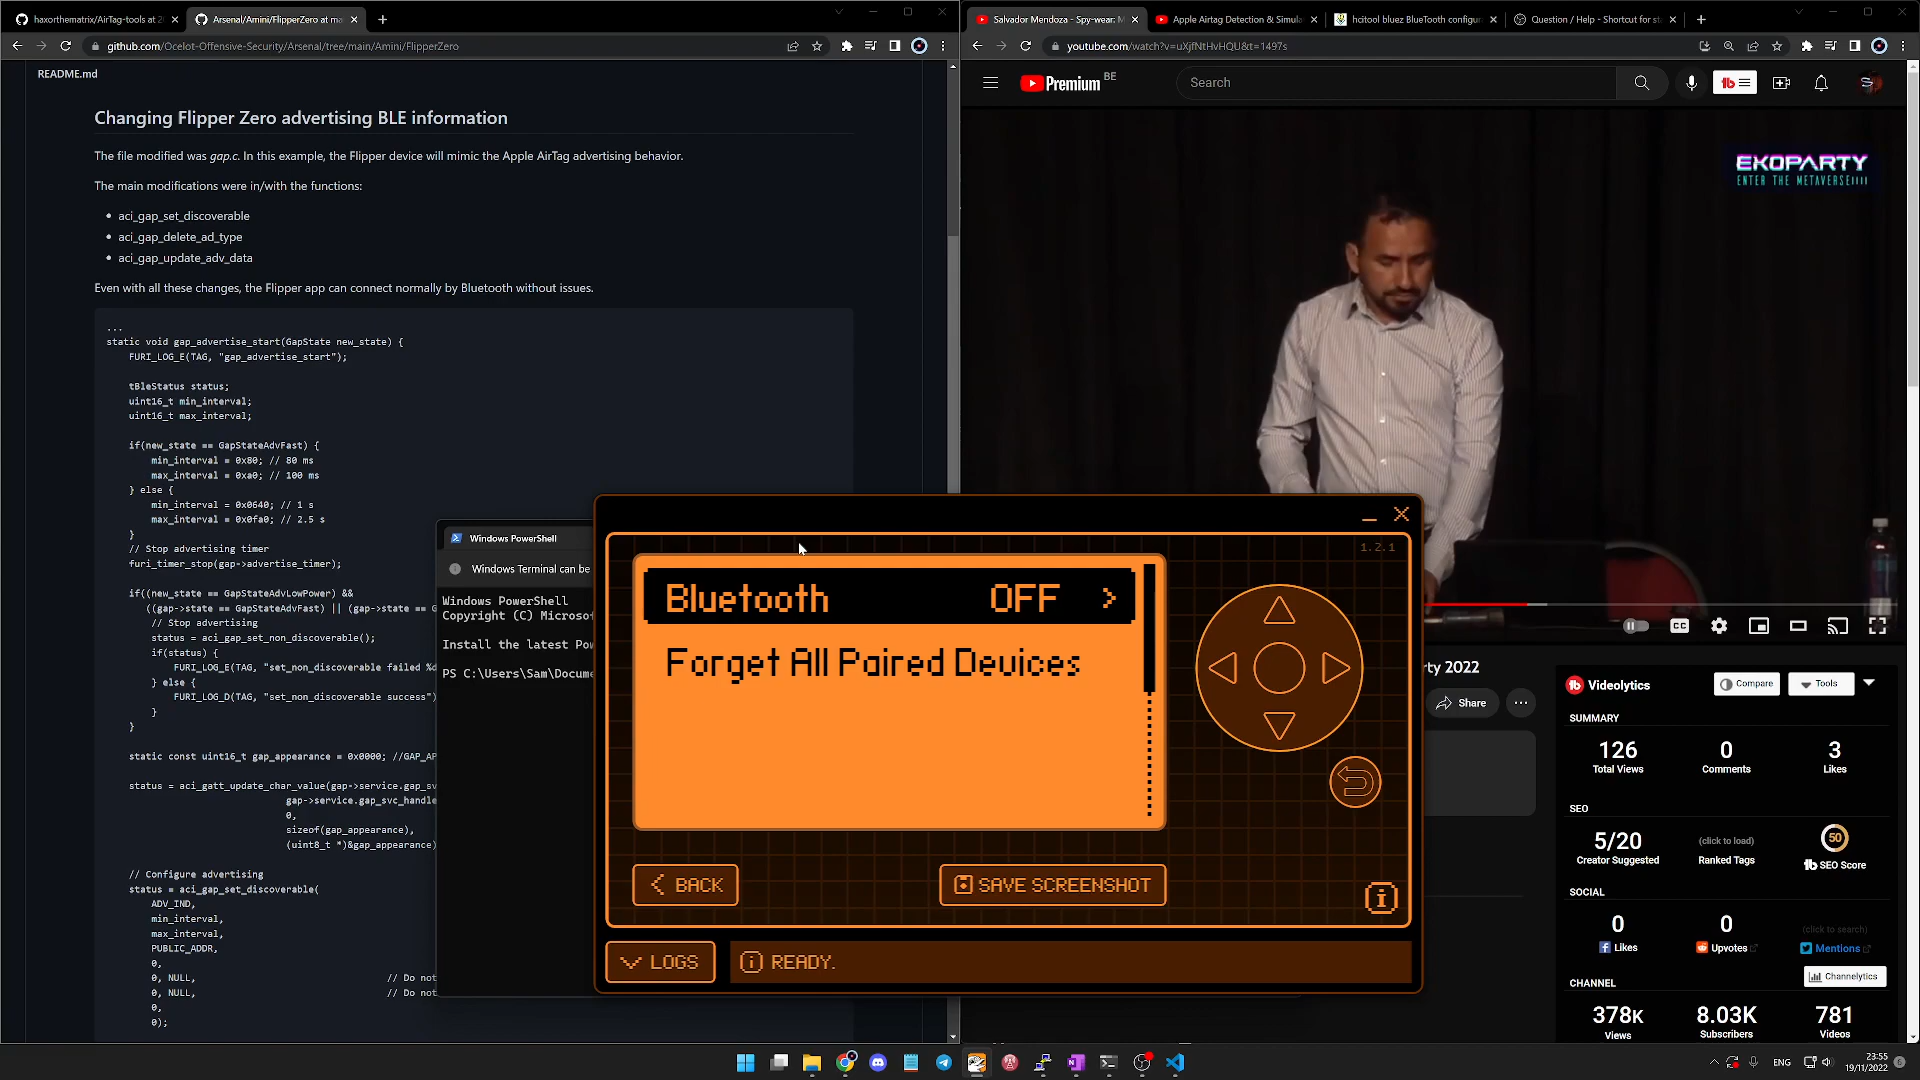 haxorthematrix/AirTag-tools at 2
Arsenal/Amini/FlipperZero at ma
github.com/Ocelot-Offensive-Security/Arsenal/tree/main/Amini/FlipperZero
README.md
Changing Flipper Zero advertising BLE information
The file modified was gap.c. In this example, the Flipper device will mimic the Apple AirTag advertising behavior.
The main modifications were in/with the functions:
• aci_gap_set_discoverable
• aci_gap_delete_ad_type
• aci_gap_update_adv_data
Even with all these changes, the Flipper app can connect normally by Bluetooth without issues.
...
static void gap_advertise_start(GapState new_state) {
FURI_LOG_E(TAG, "gap_advertise_start");
tBleStatus status;
uint16_t min_interval;
uint16_t max_interval;
if(new_state == GapStateAdvFast) {
min_interval = 0x80; // 80 ms
max_interval = 0xa0; // 100 ms
} else {
min_interval = 0x0640; // 1 s
max_interval = 0x0fa0; // 2.5 s
}
// Stop advertising timer
furi_timer_stop(gap->advertise_timer);
if((new_state == GapStateAdvLowPower) &&
((gap->state == GapStateAdvFast) || (gap->state == G
// Stop advertising
status = aci_gap_set_non_discoverable();
if(status) {
FURI_LOG_E(TAG, "set_non_discoverable failed %d
} else {
FURI_LOG_D(TAG, "set_non_discoverable success")
}
}
static const uint16_t gap_appearance = 0x0000; //GAP_A
status = aci_gatt_update_char_value(gap->service.gap_sv
gap->service.gap_svc_handle
0,
sizeof(gap_appearance),
(uint8_t *)&gap_appearance)
// Configure advertising
status = aci_gap_set_discoverable(
ADV_IND,
min_interval,
max_interval,
PUBLIC_ADDR,
0,
0, NULL, // Do not
0, NULL, // Do not
0,
0);
Windows PowerShell
Windows Terminal can be
Windows PowerShell
Copyright (C) Microsof
Install the latest Pow
PS C:\Users\Sam\Docume
1.2.1
Bluetooth OFF >
Forget All Paired Devices
BACK
SAVE SCREENSHOT
LOGS
READY.
Salvador Mendoza - Spy-wear: M
Apple Airtag Detection & Simula
hcitool bluez BlueTooth configur
Question / Help - Shortcut for sta
youtube.com/watch?v=uXjfNtHvHQU&t=1497s
Premium BE
Search
EKOPARTY
ENTER THE METAVERSE!!!!
CC
rty 2022
Share
Videolytics
Compare
Tools
SUMMARY
126 0 3
Total Views Comments Likes
SEO
5/20 (click to load) 50
Creator Suggested Ranked Tags SEO Score
SOCIAL
0 0 (click to search)
Likes Upvotes Mentions
CHANNEL
Channelytics
378K 8.03K 781
Views Subscribers Videos
ENG
23:55
19/11/2022